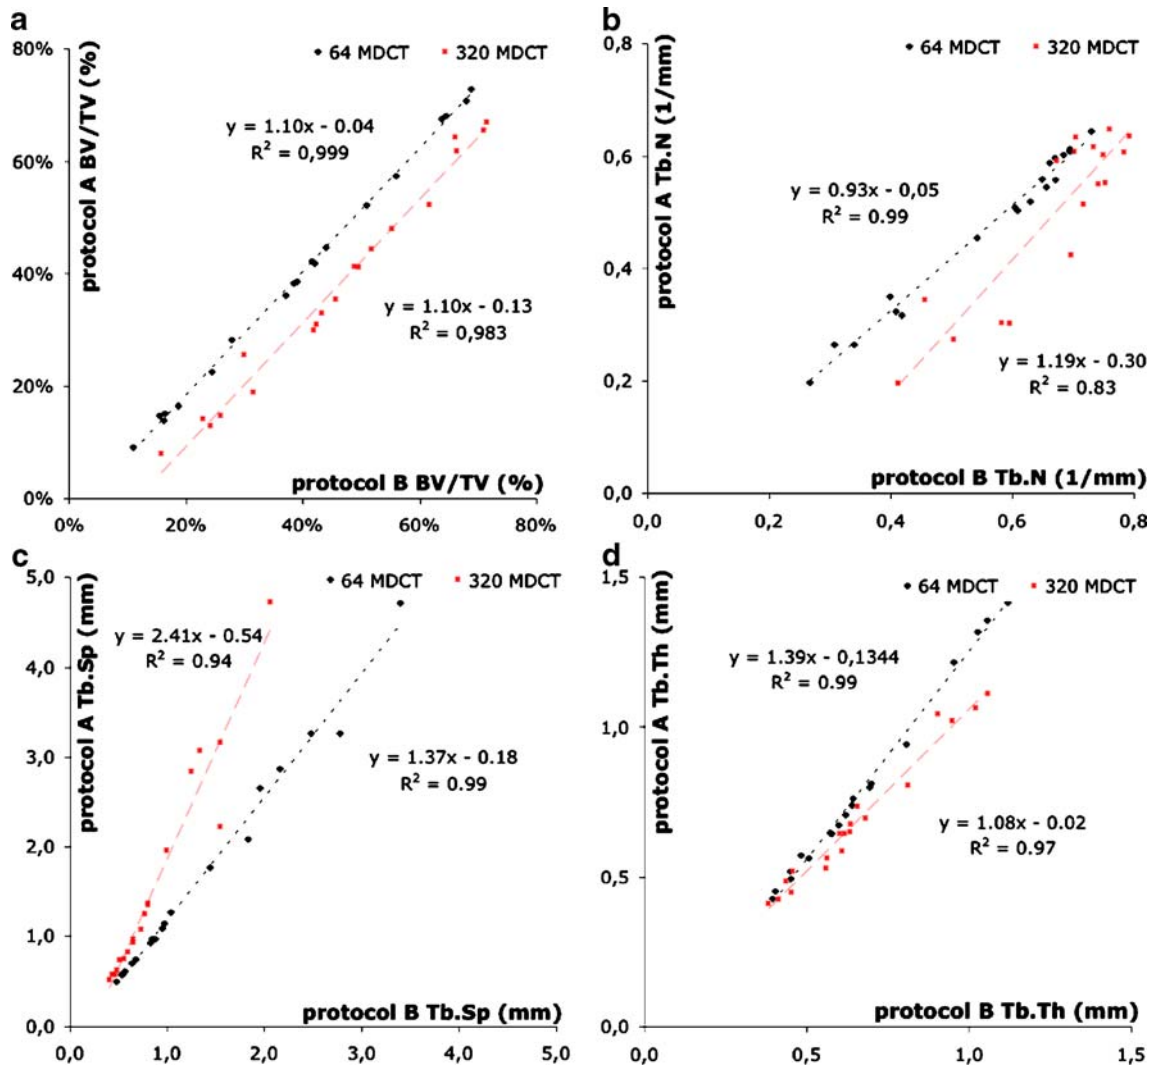 a
64 MDCT 320 MDCT
protocol A BV/TV (%)
80%
60%
40%
20%
0%
y = 1.10x - 0.04
R² = 0,999
y = 1.10x - 0.13
R² = 0,983
protocol B BV/TV (%)
0% 20% 40% 60% 80%
b
64 MDCT 320 MDCT
protocol A Tb.N (1/mm)
0,8
0,6
0,4
0,2
0,0
y = 0.93x - 0,05
R² = 0.99
y = 1.19x - 0.30
R² = 0.83
protocol B Tb.N (1/mm)
0,0 0,2 0,4 0,6 0,8
c
64 MDCT 320 MDCT
protocol A Tb.Sp (mm)
5,0
4,0
3,0
2,0
1,0
0,0
y = 2.41x - 0.54
R² = 0.94
y = 1.37x - 0.18
R² = 0.99
protocol B Tb.Sp (mm)
0,0 1,0 2,0 3,0 4,0 5,0
d
64 MDCT 320 MDCT
protocol A Tb.Th (mm)
1,5
1,0
0,5
0,0
y = 1.39x - 0,1344
R² = 0.99
y = 1.08x - 0.02
R² = 0.97
protocol B Tb.Th (mm)
0,0 0,5 1,0 1,5